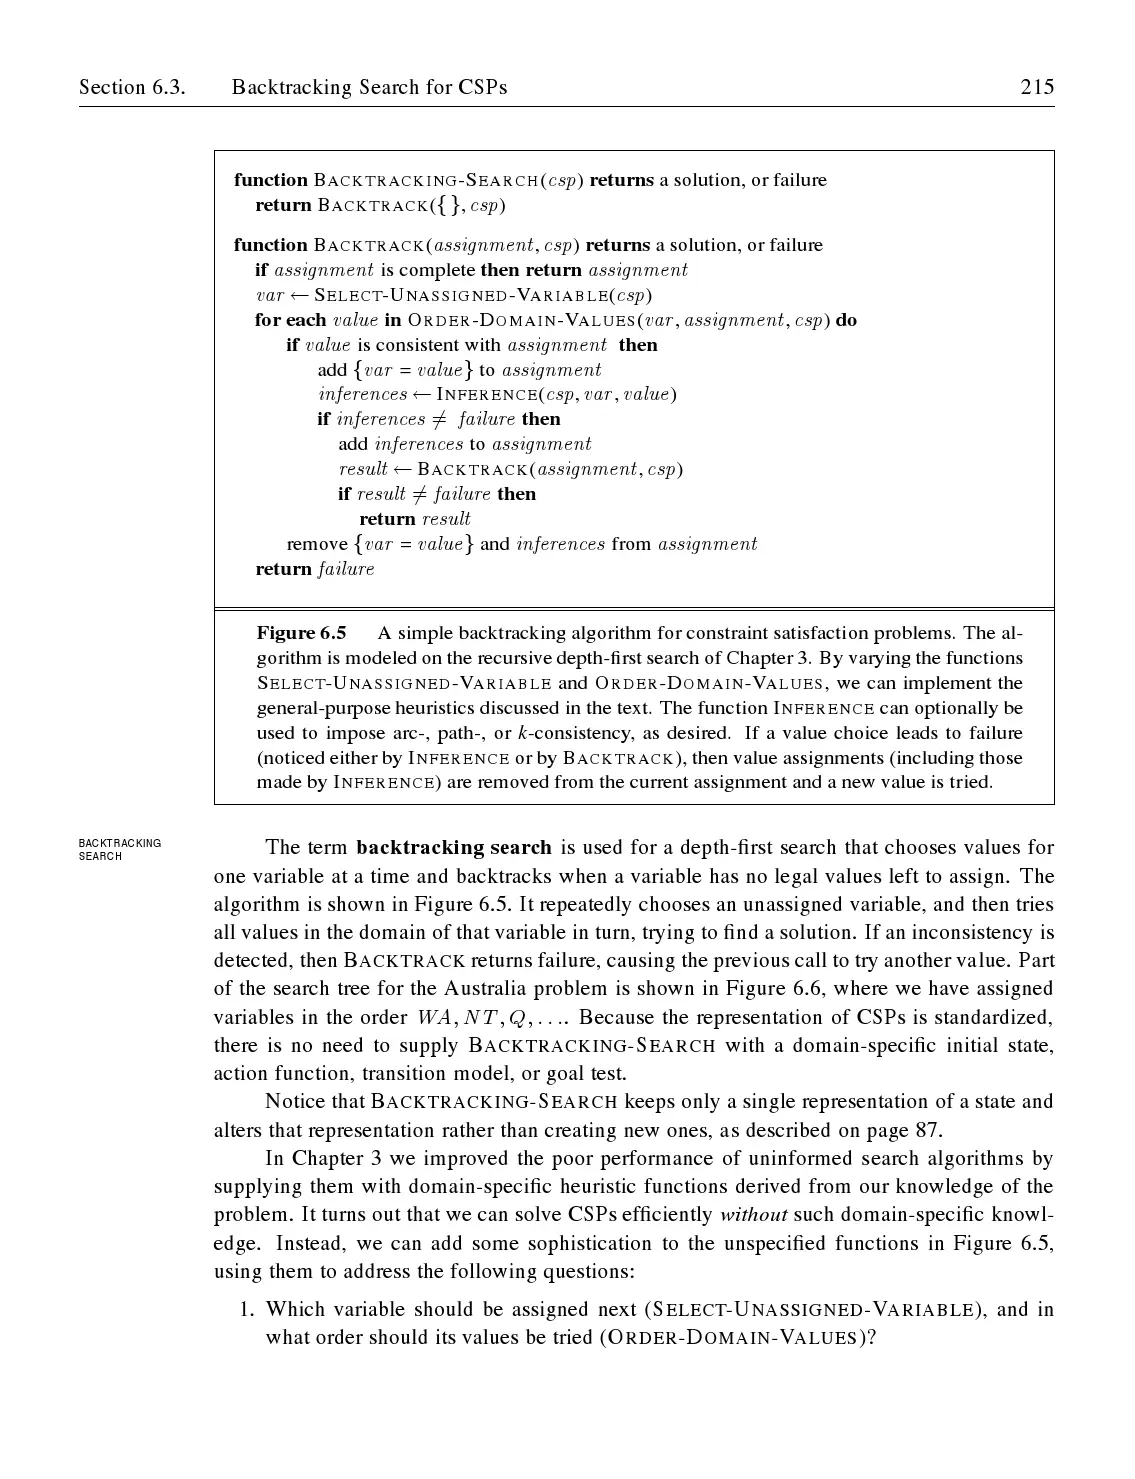 Section 6.3. Backtracking Search for CSPs 215
function BACKTRACKING-SEARCH(csp) returns a solution, or failure
return BACKTRACK({ }, csp)
function BACKTRACK(assignment, csp) returns a solution, or failure
if assignment is complete then return assignment
var ← SELECT-UNASSIGNED-VARIABLE(csp)
for each value in ORDER-DOMAIN-VALUES(var, assignment, csp) do
if value is consistent with assignment then
add {var = value} to assignment
inferences ← INFERENCE(csp, var, value)
if inferences ≠ failure then
add inferences to assignment
result ← BACKTRACK(assignment, csp)
if result ≠ failure then
return result
remove {var = value} and inferences from assignment
return failure
Figure 6.5 A simple backtracking algorithm for constraint satisfaction problems. The al-
gorithm is modeled on the recursive depth-first search of Chapter 3. By varying the functions
SELECT-UNASSIGNED-VARIABLE and ORDER-DOMAIN-VALUES, we can implement the
general-purpose heuristics discussed in the text. The function INFERENCE can optionally be
used to impose arc-, path-, or k-consistency, as desired. If a value choice leads to failure
(noticed either by INFERENCE or by BACKTRACK), then value assignments (including those
made by INFERENCE) are removed from the current assignment and a new value is tried.
BACKTRACKING
SEARCH
The term backtracking search is used for a depth-first search that chooses values for
one variable at a time and backtracks when a variable has no legal values left to assign. The
algorithm is shown in Figure 6.5. It repeatedly chooses an unassigned variable, and then tries
all values in the domain of that variable in turn, trying to find a solution. If an inconsistency is
detected, then BACKTRACK returns failure, causing the previous call to try another value. Part
of the search tree for the Australia problem is shown in Figure 6.6, where we have assigned
variables in the order WA, NT, Q, .... Because the representation of CSPs is standardized,
there is no need to supply BACKTRACKING-SEARCH with a domain-specific initial state,
action function, transition model, or goal test.
Notice that BACKTRACKING-SEARCH keeps only a single representation of a state and
alters that representation rather than creating new ones, as described on page 87.
In Chapter 3 we improved the poor performance of uninformed search algorithms by
supplying them with domain-specific heuristic functions derived from our knowledge of the
problem. It turns out that we can solve CSPs efficiently without such domain-specific knowl-
edge. Instead, we can add some sophistication to the unspecified functions in Figure 6.5,
using them to address the following questions:
1. Which variable should be assigned next (SELECT-UNASSIGNED-VARIABLE), and in
what order should its values be tried (ORDER-DOMAIN-VALUES)?